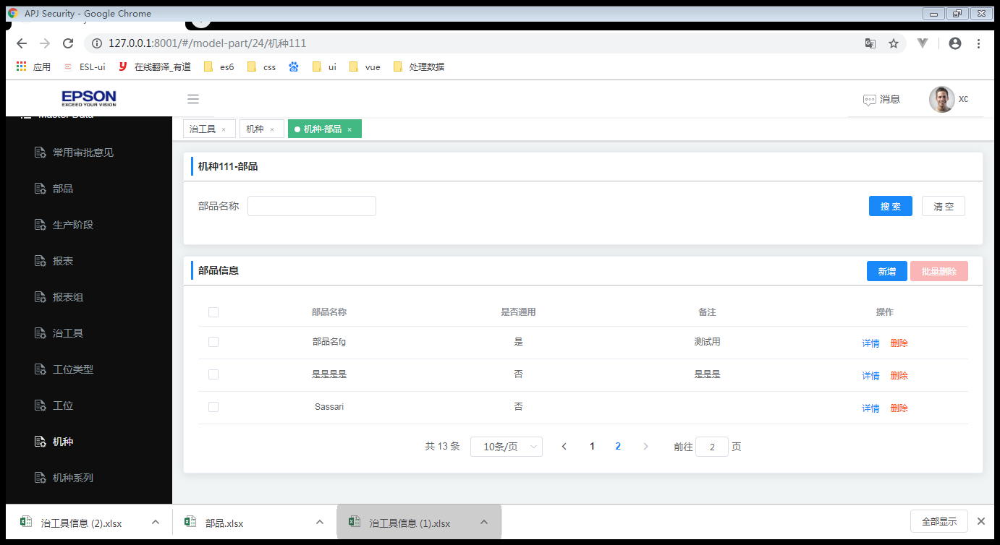 APJ Security - Google Chrome
127.0.0.1:8001/#/model-part/24/机种111
应用 ESL-ui 在线翻译_有道 es6 css ui vue 处理数据
EPSON
EXCEED YOUR VISION
消息 xc
Master Data
治工具 × 机种 × 机种-部品 ×
常用审批意见
部品
生产阶段
报表
报表组
治工具
工位类型
工位
机种
机种系列
机种111-部品
部品名称
搜 索 清 空
部品信息
新增 批量删除
部品名称 是否通用 备注 操作
部品名fg 是 测试用 详情 删除
是是是是 否 是是是 详情 删除
Sassari 否 详情 删除
共 13 条 10条/页 1 2 前往 2 页
治工具信息 (2).xlsx 部品.xlsx 治工具信息 (1).xlsx 全部显示